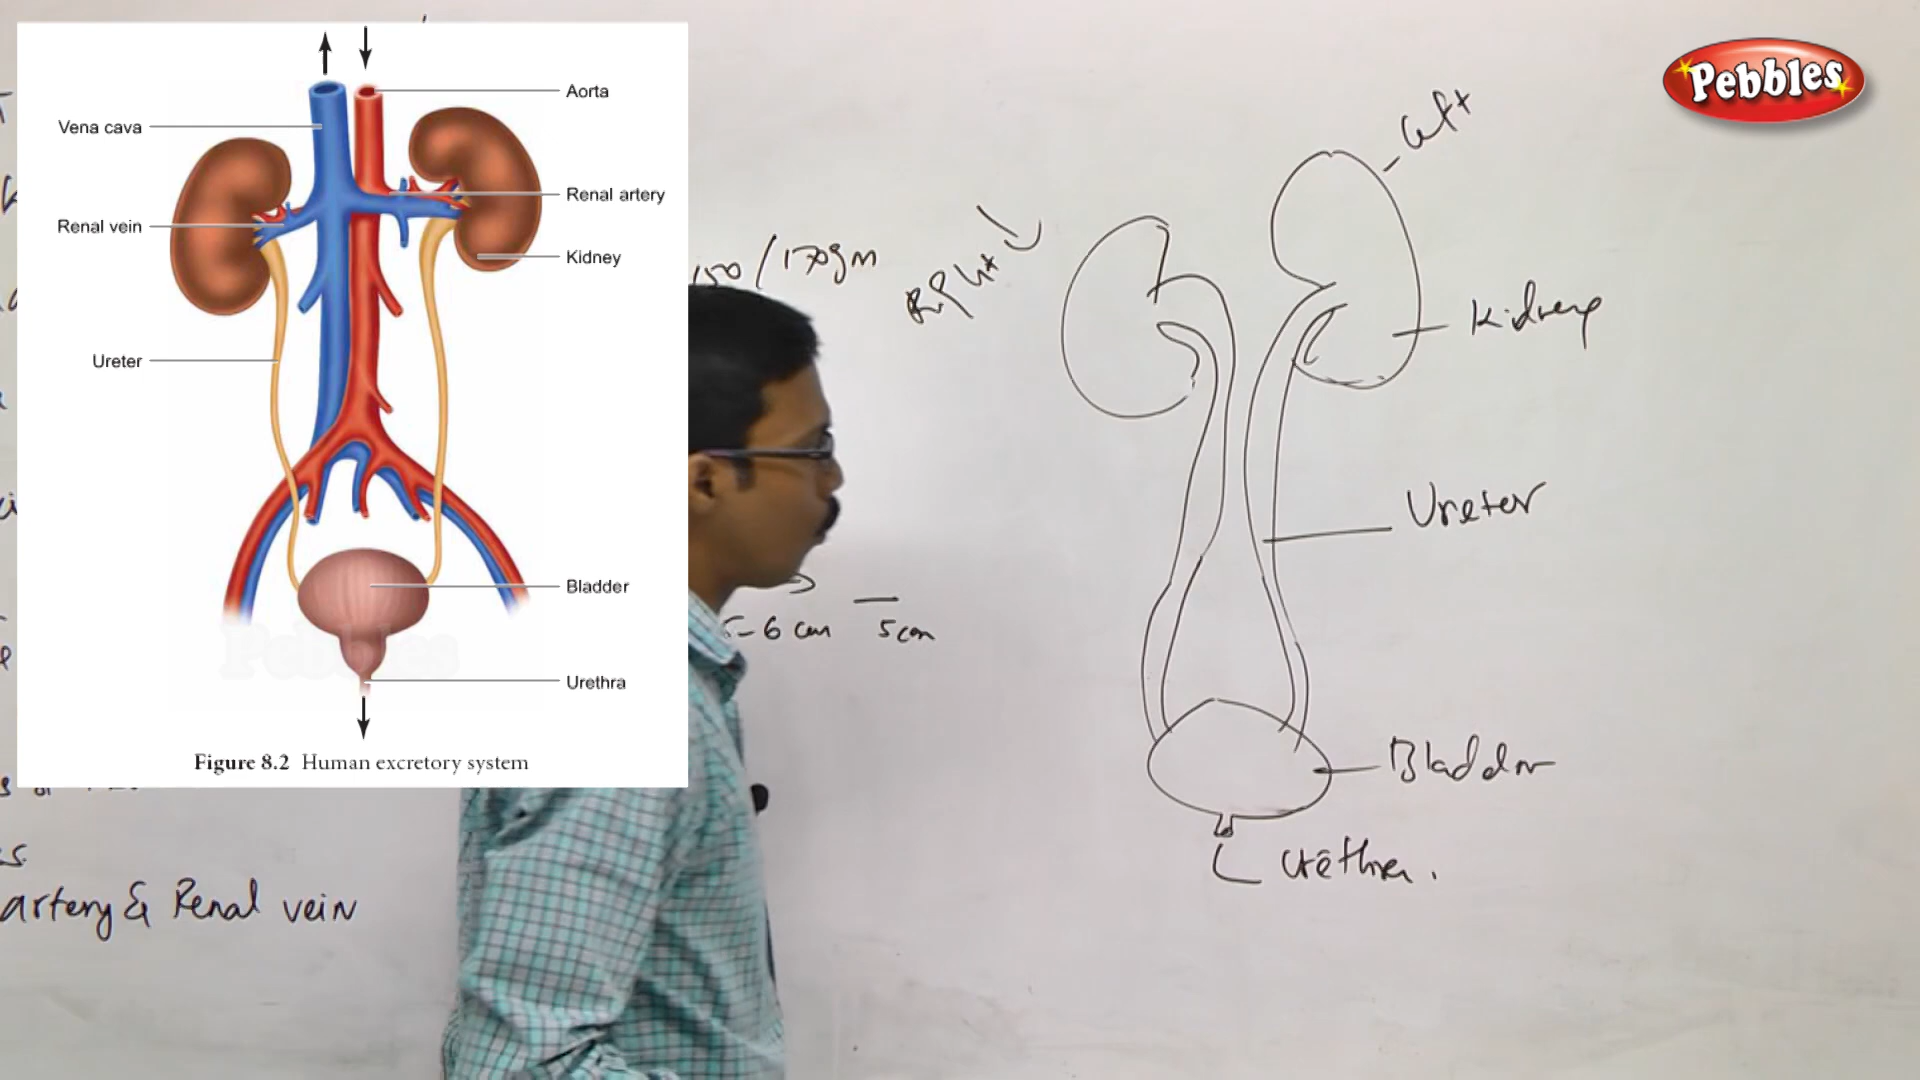 Aorta
Vena cava
Renal artery
Renal vein
Kidney
Ureter
Bladder
Urethra
Figure 8.2 Human excretory system
Pebbles
150/170gm
5-6 cm 5cm
artery & Renal vein
Right
Left
Kidney
Ureter
Bladder
Urethra.
Pebbles